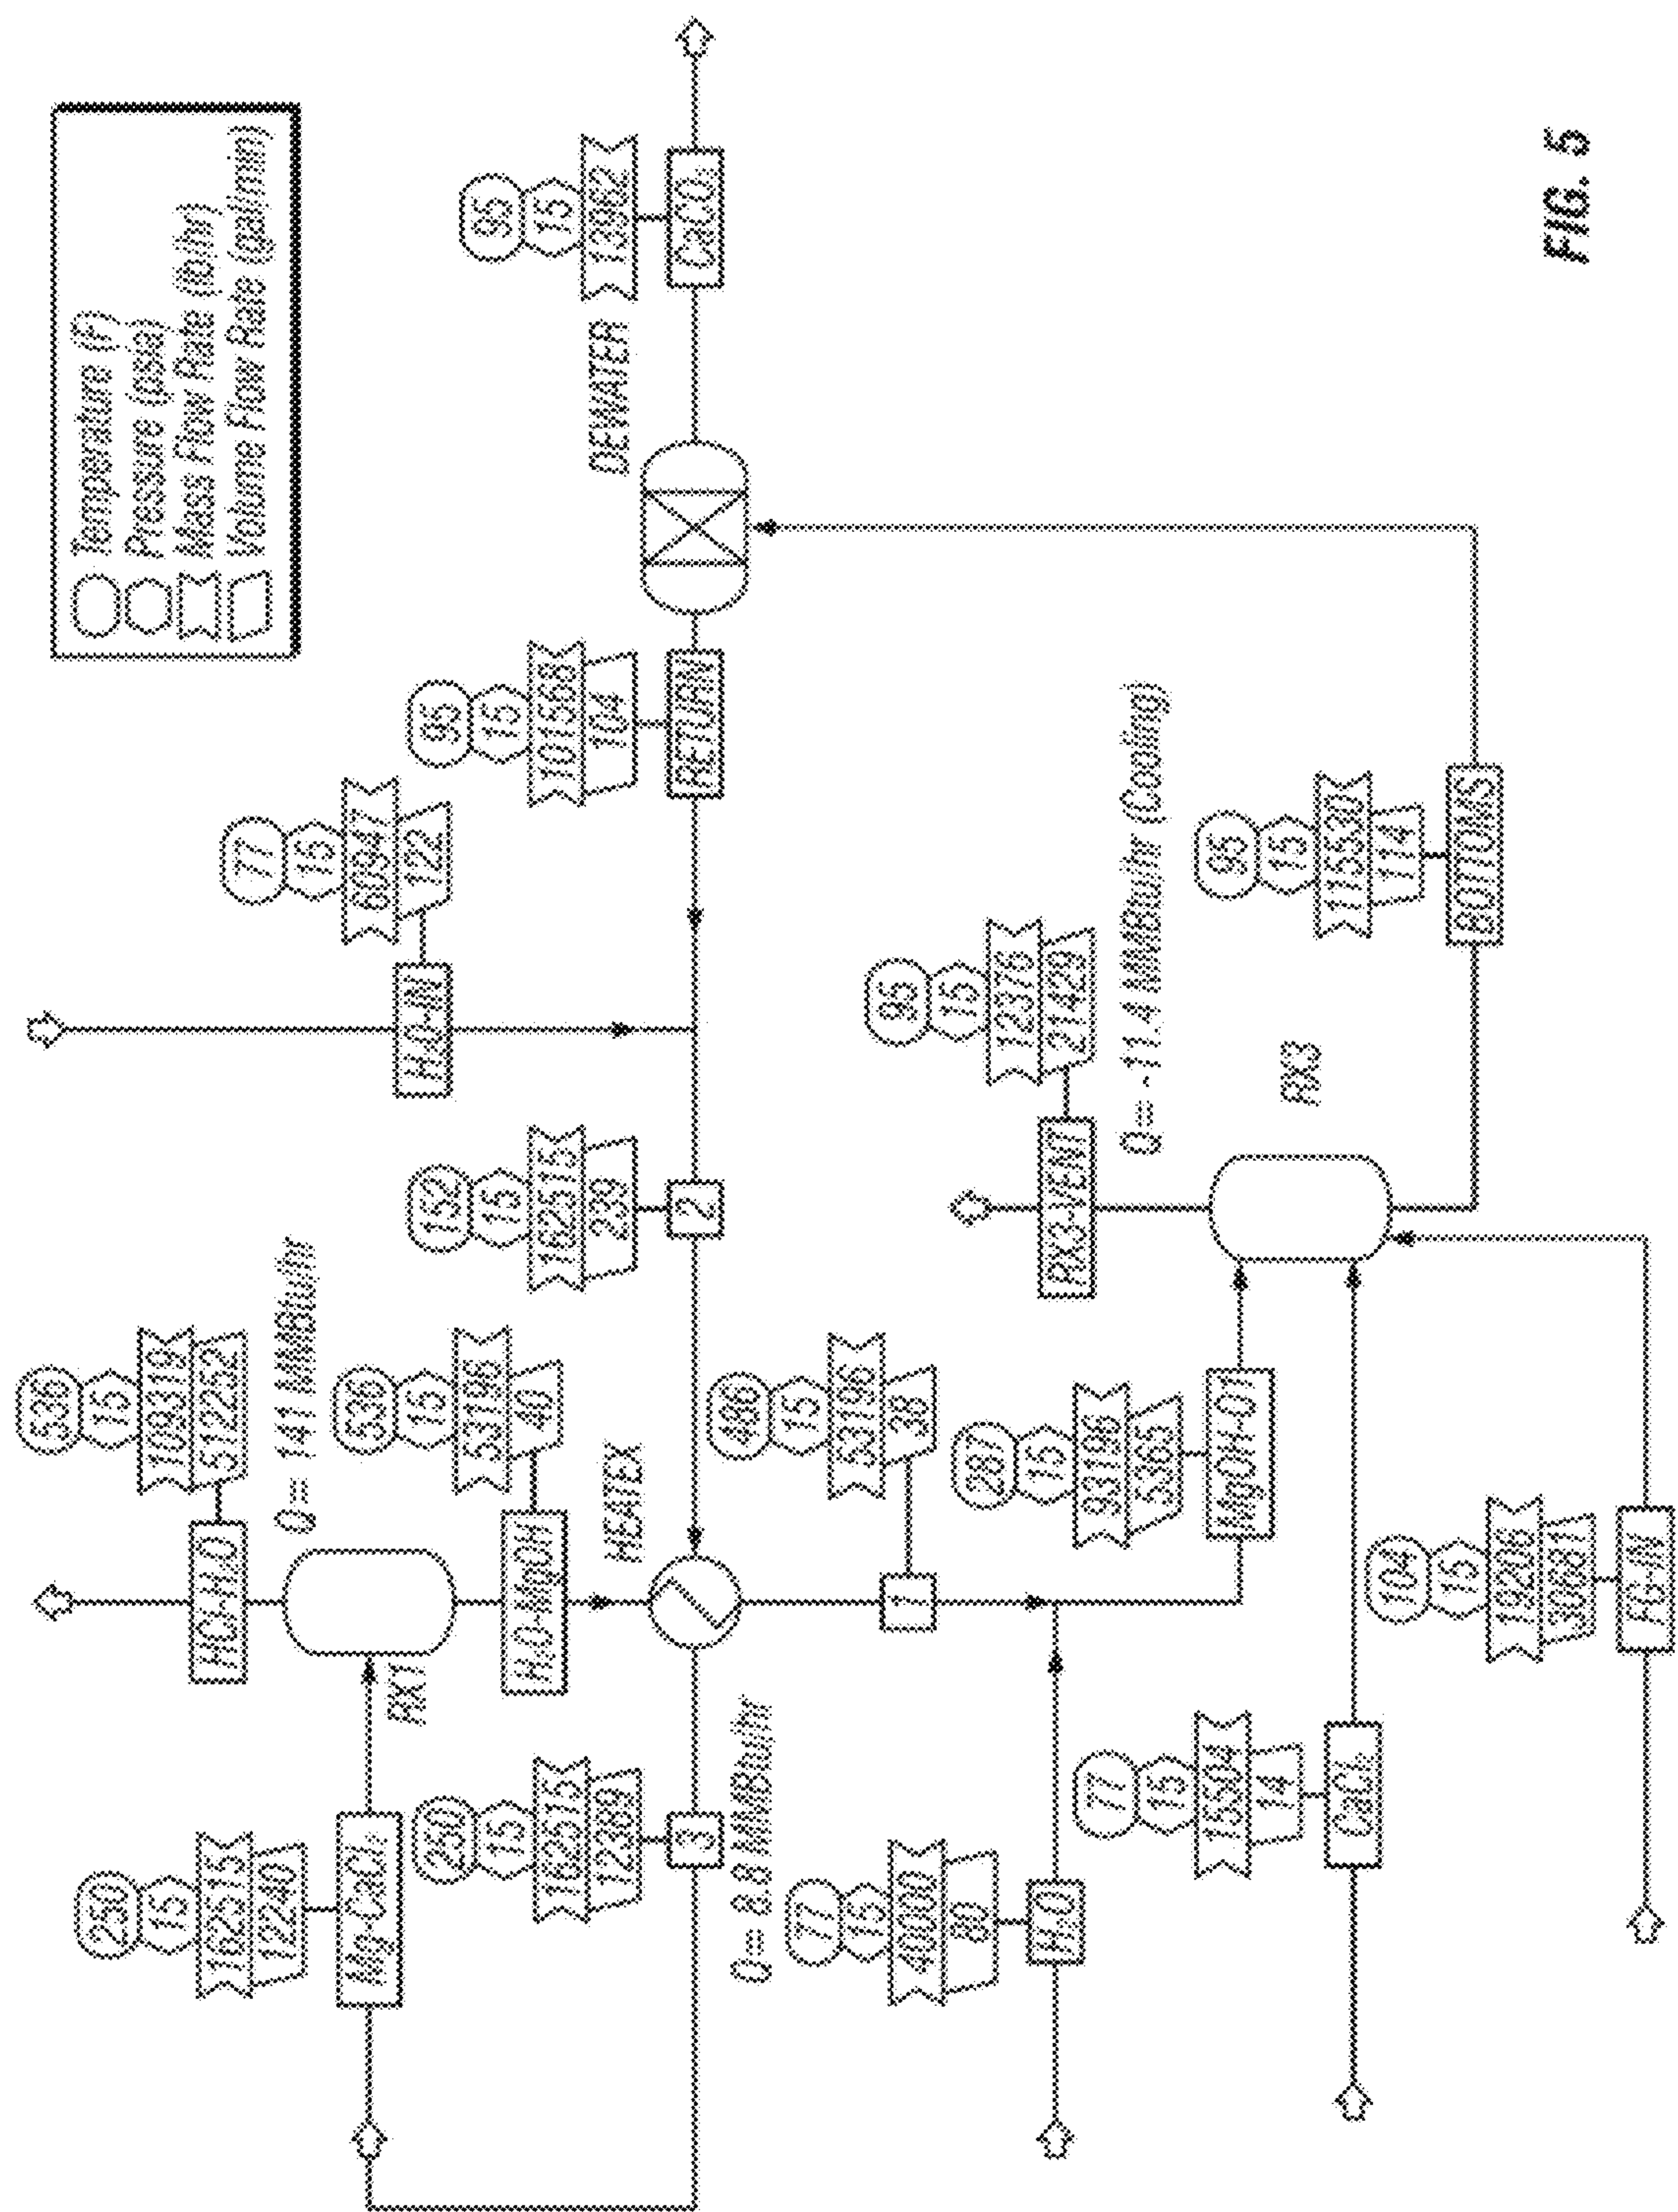 Temperature (F)
Pressure (psia)
Mass Flow Rate (lb/hr)
Volume Flow Rate (gal/min)
536
15
109319
512252
HCl-H₂O
Q= 141 MMBtu/hr
250
15
162515
12240
Mg-CaCl₂
RX1
536
15
53196
40
H₂O-MgOH
HEATEX
250
15
162515
12389
3
Q= 8.8 MMBtu/hr
152
15
162515
239
2
77
15
60947
122
H₂O-IN
95
15
101568
104
RETURN
DEWATER
95
15
13962
CaCO₃
486
15
53196
38
1
77
15
40000
80
H₂O
287
15
93196
5365
MgOH-01
95
15
12376
21429
RX3-VENT
Q= -11.4 MMBtu/hr (Cooling)
RX3
77
15
15504
14
CaCl₂
95
15
115530
114
BOTTOMS
104
15
19206
30681
FG-IN
FIG. 5